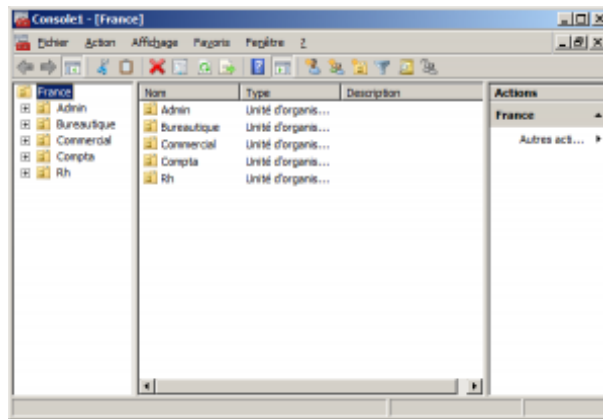 Console1 - [France]
Fichier Action Affichage Favoris Fenêtre ?
France
Admin
Bureautique
Commercial
Compta
Rh
Nom Type Description
Admin Unité d'organis...
Bureautique Unité d'organis...
Commercial Unité d'organis...
Compta Unité d'organis...
Rh Unité d'organis...
Actions
France
Autres acti...